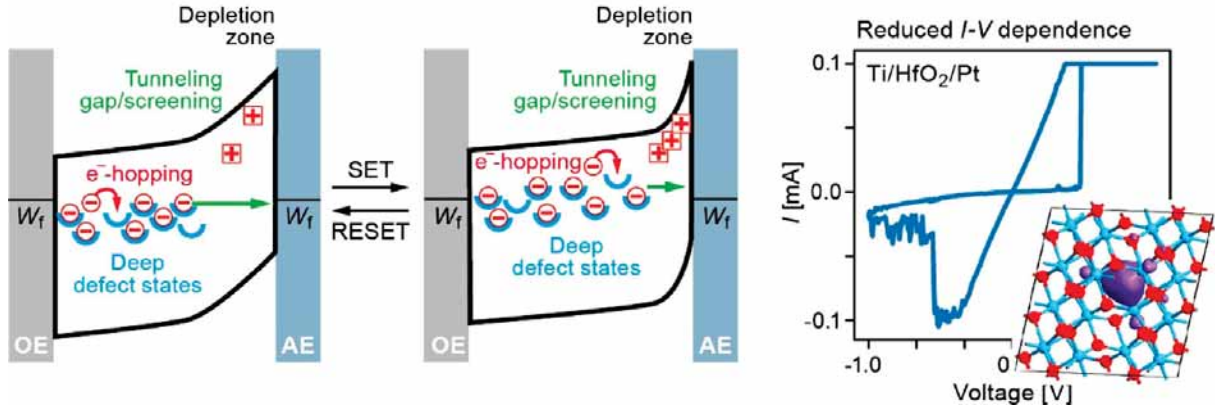 Depletion
zone
Tunneling
gap/screening
e⁻-hopping
Wf
Wf
Deep
defect states
OE
AE
SET
RESET
Depletion
zone
Tunneling
gap/screening
e⁻-hopping
Wf
Wf
Deep
defect states
OE
AE
Reduced I-V dependence
Ti/HfO₂/Pt
I [mA]
0.1
0.0
-0.1
-1.0
0
Voltage [V]